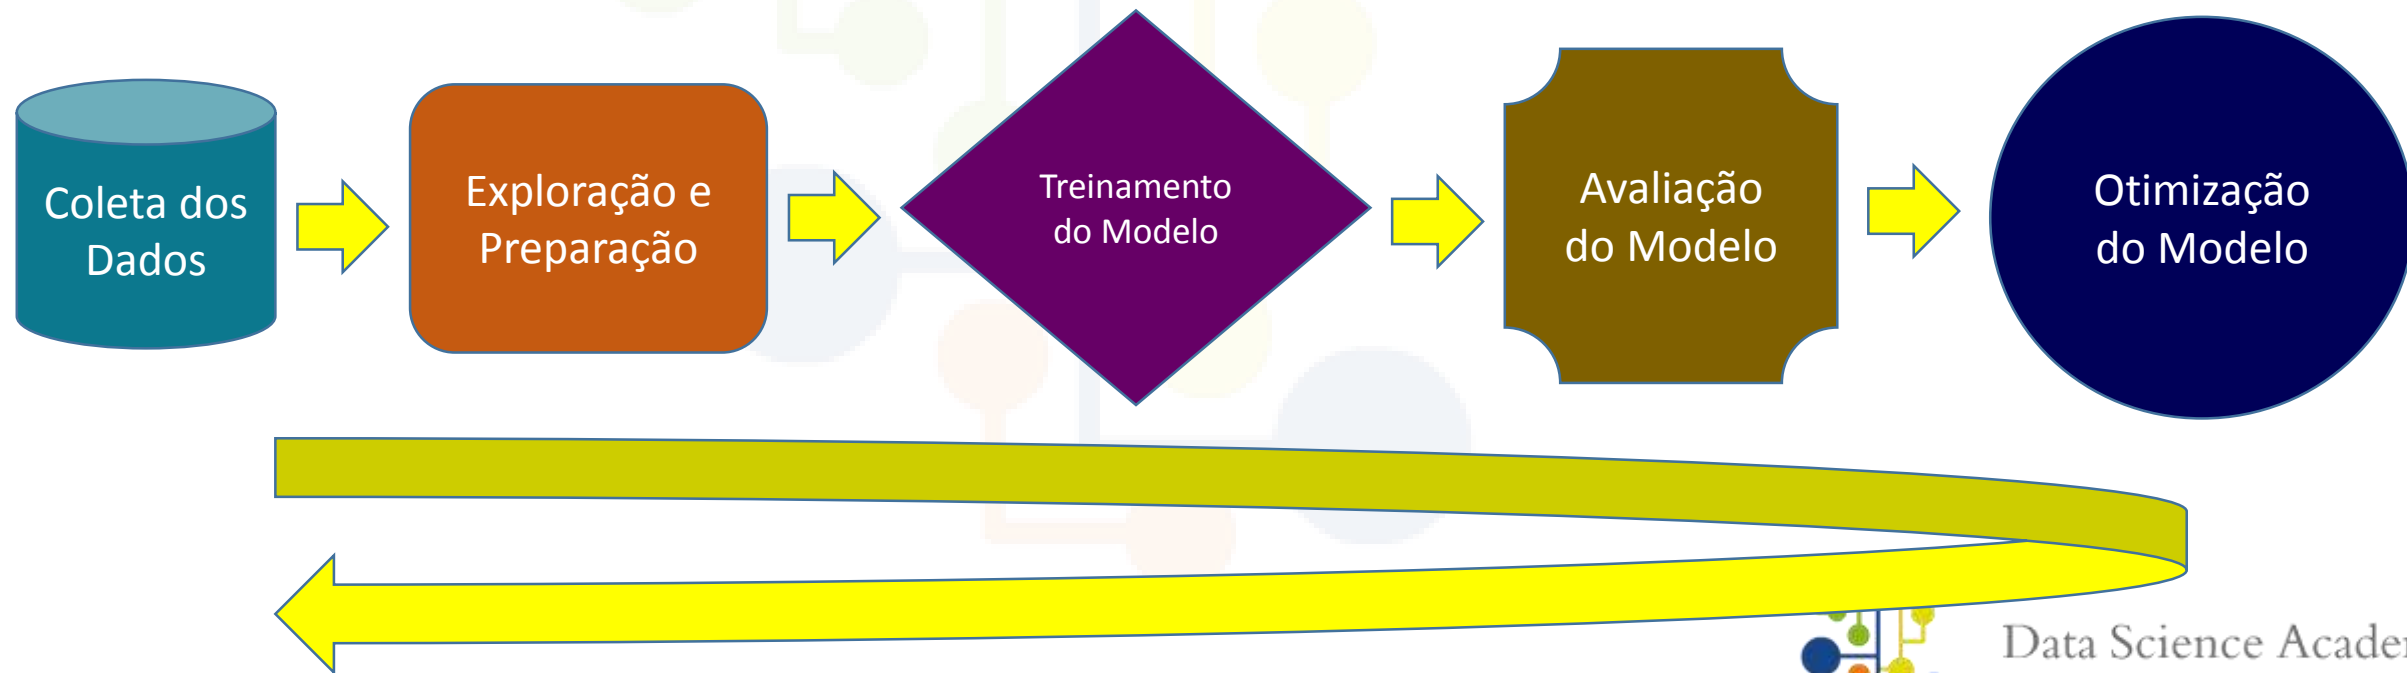 Coleta dos
Dados
Exploração e
Preparação
Treinamento
do Modelo
Avaliação
do Modelo
Otimização
do Modelo
Data Science